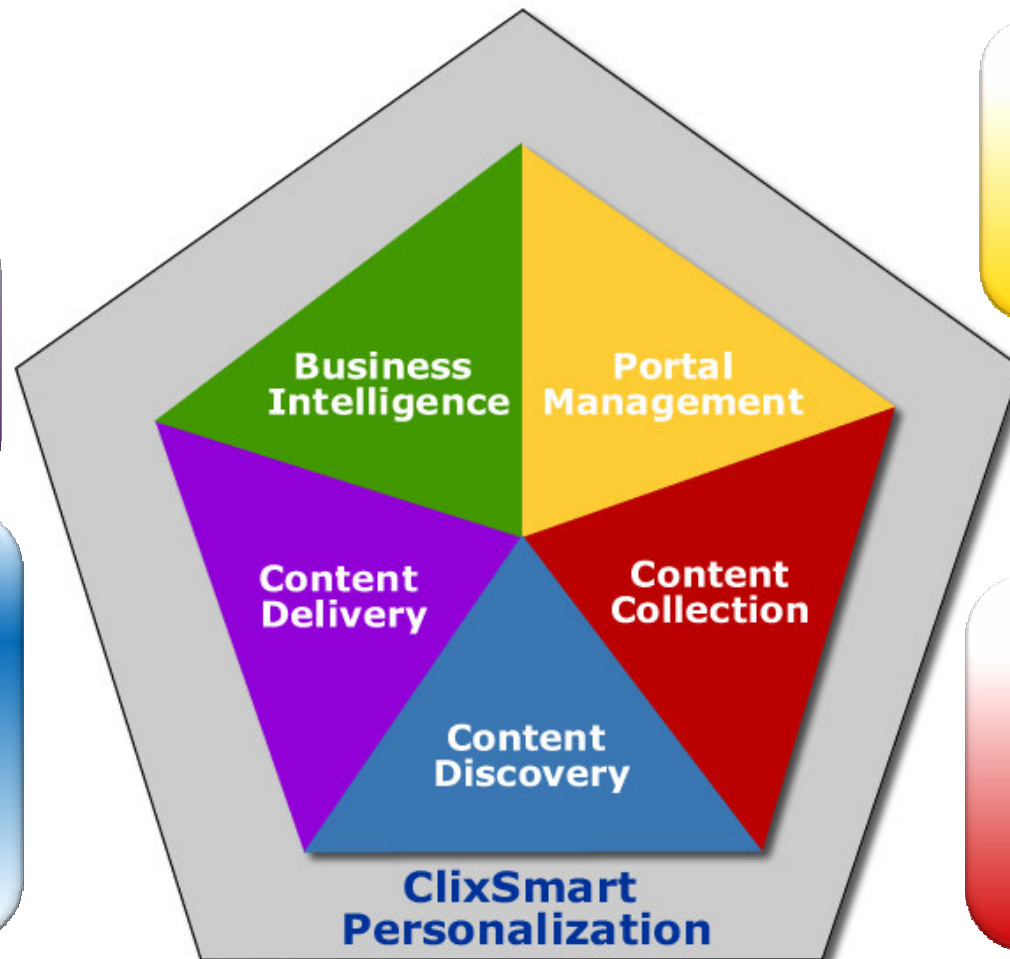 Business
Intelligence
Portal
Management
Content
Delivery
Content
Collection
Content
Discovery
ClixSmart
Personalization